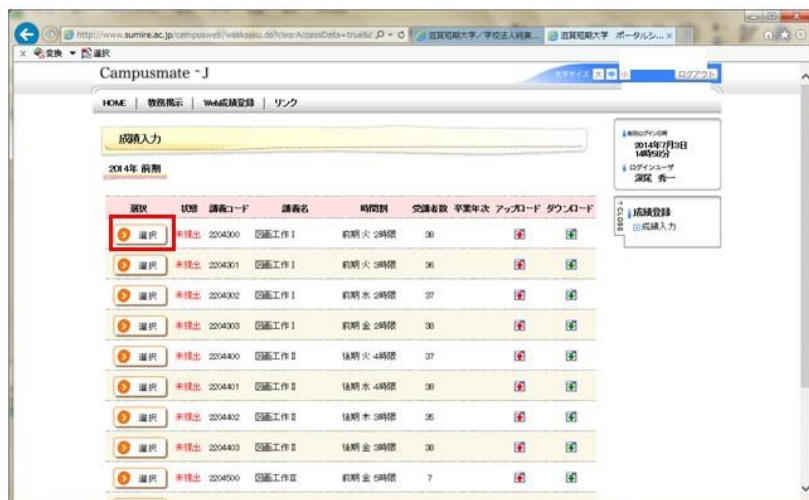 http://www.sumire.ac.jp/campusweb/wsskssku.do?clearAccessData=true&c
滋賀短期大学／学校法人純美...
滋賀短期大学 ポータルシ...
× 変換 ▼ 選択
Campusmate - J
文字サイズ 大 中 小
ログアウト
HOME | 教務掲示 | Web成績登録 | リンク
成績入力
前回ログイン日時
2014年7月3日
14時58分
ログインユーザ
深尾 秀一
2014年 前期
CLOSE
成績登録
成績入力
選択 状態 講義コード 講義名 時間割 受講者数 卒業年次 アップロード ダウンロード
選択 未提出 2204300 図画工作Ⅰ 前期 火 2時限 38
選択 未提出 2204301 図画工作Ⅰ 前期 火 3時限 36
選択 未提出 2204302 図画工作Ⅰ 前期 水 2時限 37
選択 未提出 2204303 図画工作Ⅰ 前期 金 2時限 38
選択 未提出 2204400 図画工作Ⅱ 後期 火 4時限 37
選択 未提出 2204401 図画工作Ⅱ 後期 水 4時限 38
選択 未提出 2204402 図画工作Ⅱ 後期 木 3時限 35
選択 未提出 2204403 図画工作Ⅱ 後期 金 3時限 38
選択 未提出 2204500 図画工作Ⅲ 前期 金 5時限 7